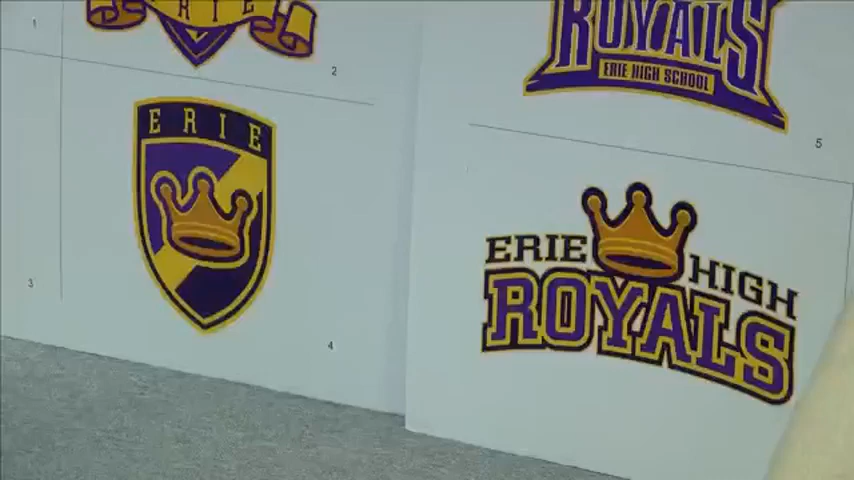 1
ERIE
2
ERIE
3
4
ROYALS
ERIE HIGH SCHOOL
5
ERIE HIGH
ROYALS